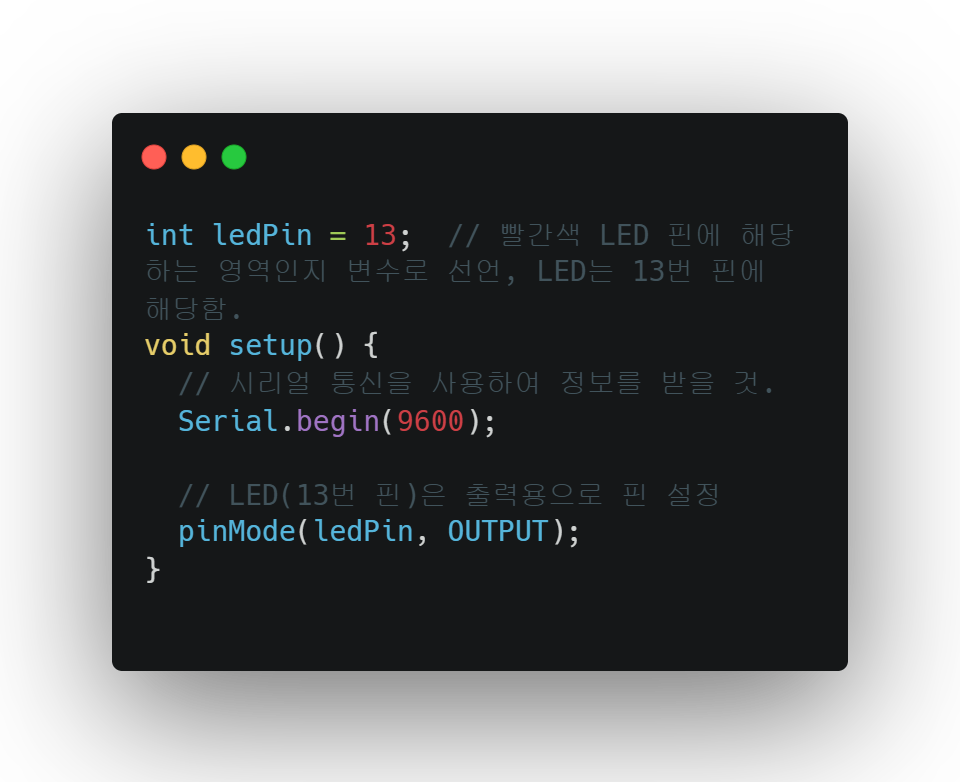 int ledPin = 13;  // 빨간색 LED 핀에 해당
하는 영역인지 변수로 선언, LED는 13번 핀에
해당함.
void setup() {
  // 시리얼 통신을 사용하여 정보를 받을 것.
  Serial.begin(9600);

  // LED(13번 핀)은 출력용으로 핀 설정
  pinMode(ledPin, OUTPUT);
}